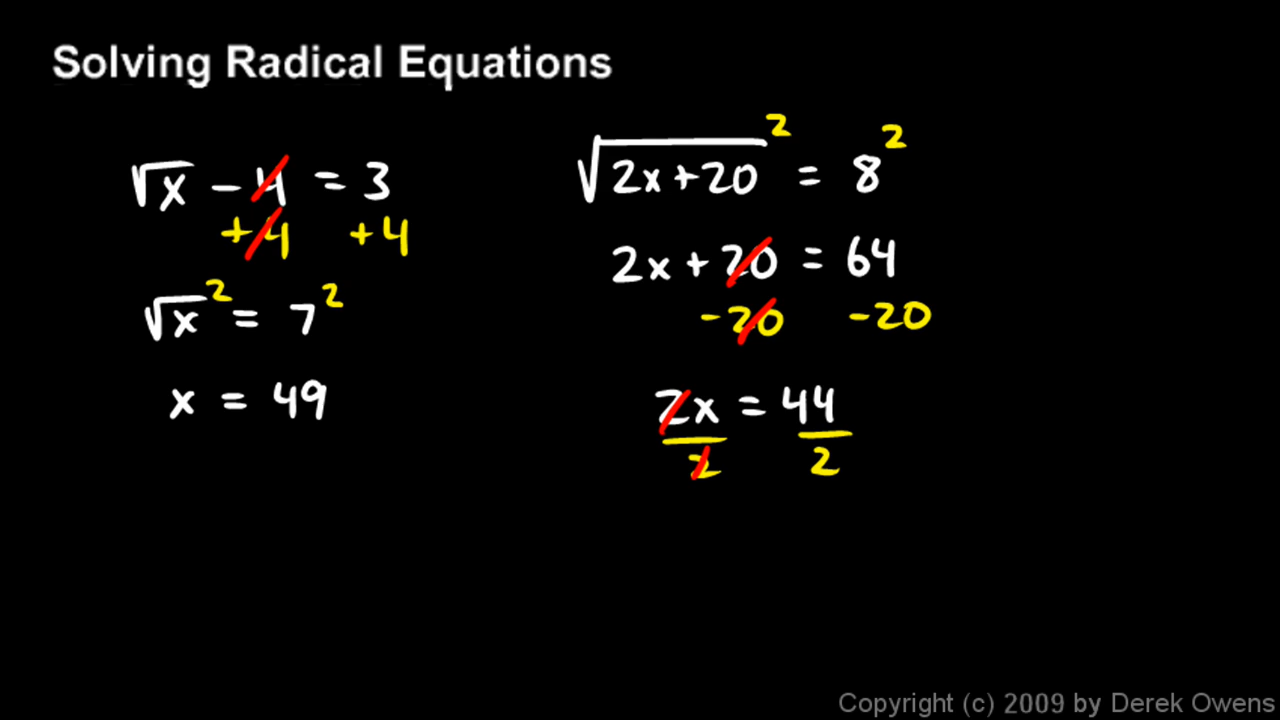 Solving Radical Equations
√x − 4 = 3
+4 +4
√x² = 7²
x = 49
√2x+20² = 8²
2x + 20 = 64
−20 −20
2x = 44
2 2
Copyright (c) 2009 by Derek Owens